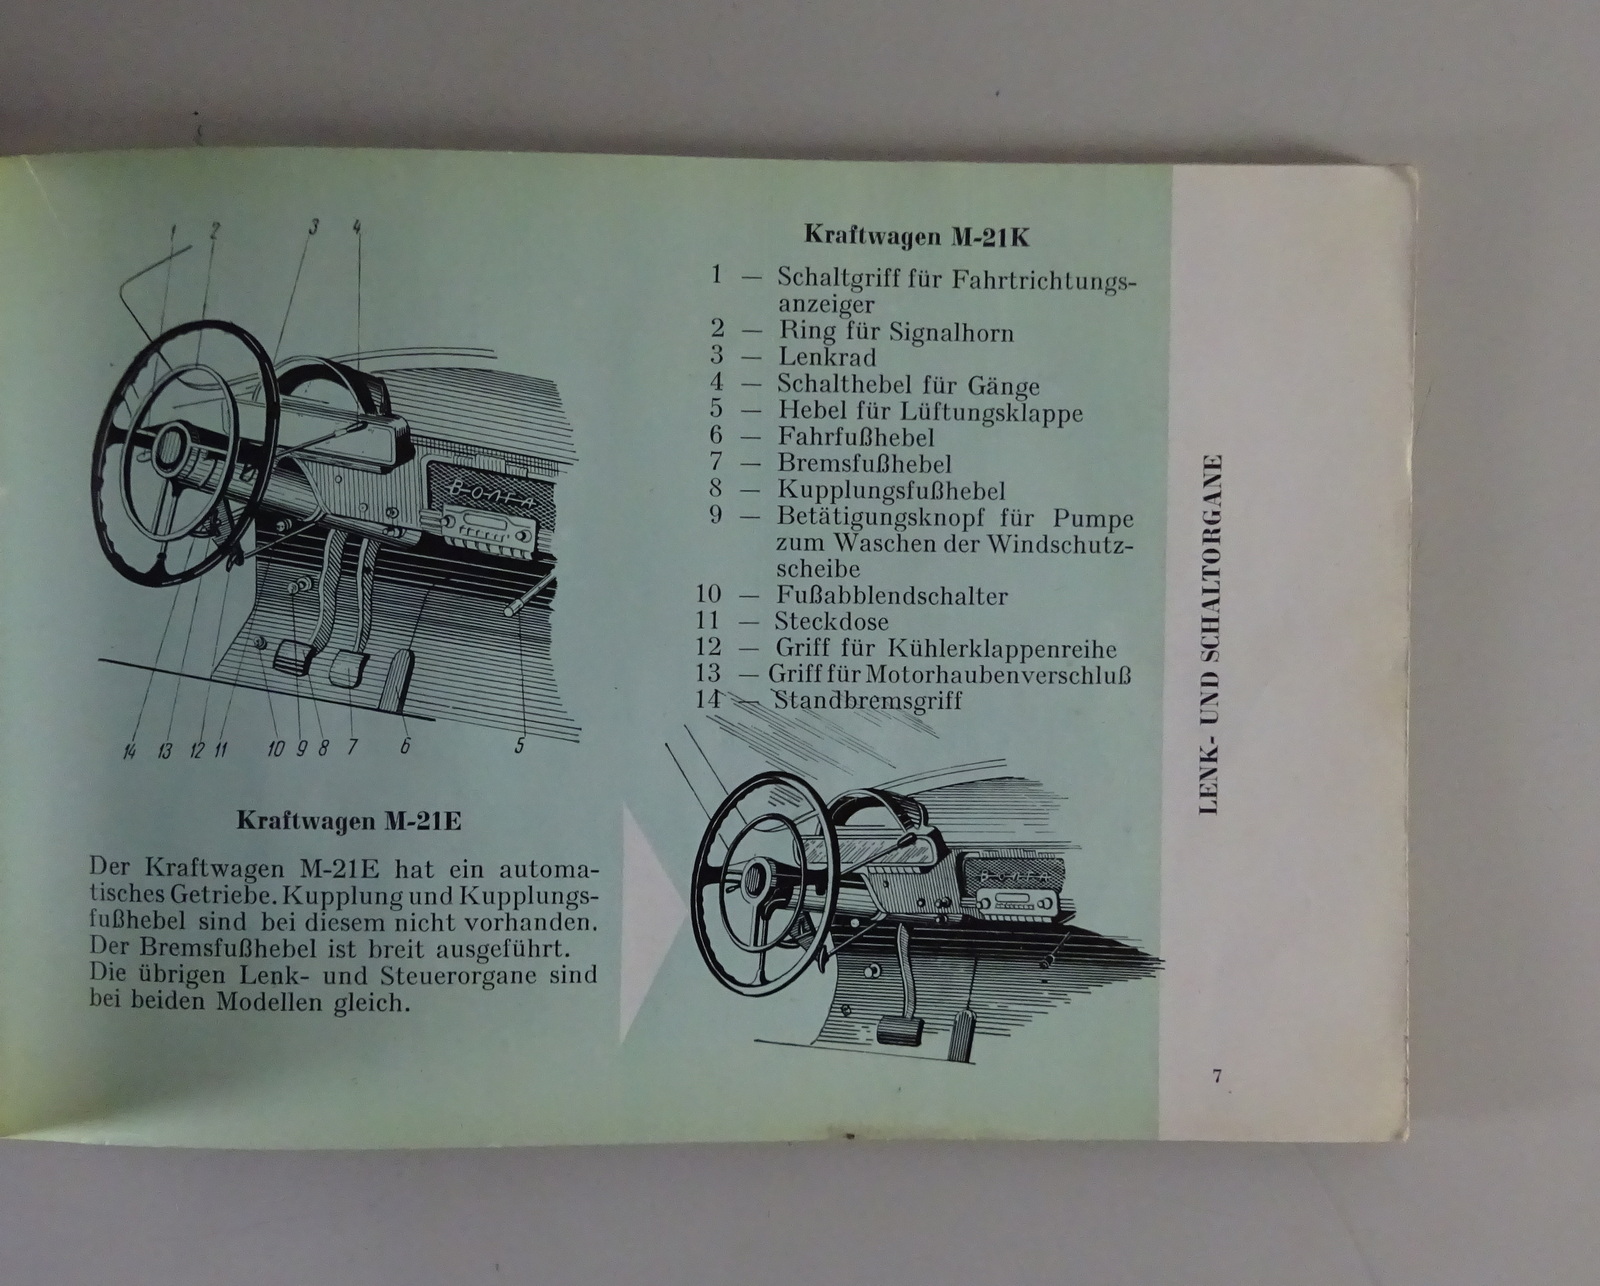 1 2 3 4
ВОЛГА
14 13 12 11 10 9 8 7 6 5
Kraftwagen M-21E
Der Kraftwagen M-21E hat ein automa-
tisches Getriebe. Kupplung und Kupplungs-
fußhebel sind bei diesem nicht vorhanden.
Der Bremsfußhebel ist breit ausgeführt.
Die übrigen Lenk- und Steuerorgane sind
bei beiden Modellen gleich.
Kraftwagen M-21K
1 — Schaltgriff für Fahrtrichtungs-
anzeiger
2 — Ring für Signalhorn
3 — Lenkrad
4 — Schalthebel für Gänge
5 — Hebel für Lüftungsklappe
6 — Fahrfußhebel
7 — Bremsfußhebel
8 — Kupplungsfußhebel
9 — Betätigungsknopf für Pumpe
zum Waschen der Windschutz-
scheibe
10 — Fußabblendschalter
11 — Steckdose
12 — Griff für Kühlerklappenreihe
13 — Griff für Motorhaubenverschluß
14 — Standbremsgriff
ВОЛГА
LENK- UND SCHALTORGANE
7